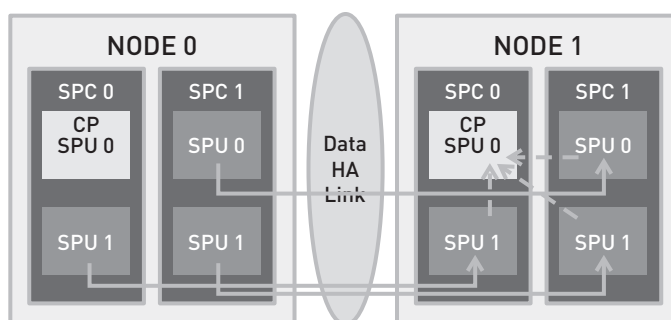 NODE 0
SPC 0
CP
SPU 0
SPU 1
SPC 1
SPU 0
SPU 1
Data
HA
Link
NODE 1
SPC 0
CP
SPU 0
SPU 1
SPC 1
SPU 0
SPU 1